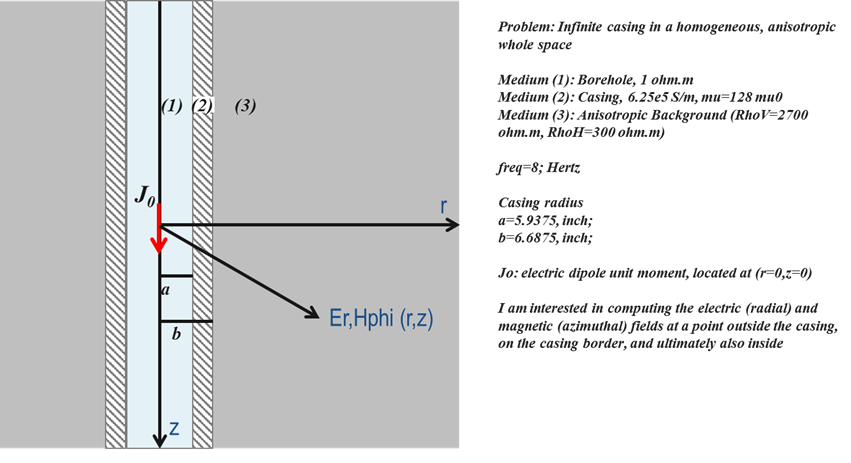 Problem: Infinite casing in a homogeneous, anisotropic
whole space
Medium (1): Borehole, 1 ohm.m
Medium (2): Casing, 6.25e5 S/m, mu=128 mu0
Medium (3): Anisotropic Background (RhoV=2700
ohm.m, RhoH=300 ohm.m)
freq=8; Hertz
Casing radius
a=5.9375, inch;
b=6.6875, inch;
Jo: electric dipole unit moment, located at (r=0,z=0)
I am interested in computing the electric (radial) and
magnetic (azimuthal) fields at a point outside the casing,
on the casing border, and ultimately also inside
(1) (2) (3)
J0
r
a
Er,Hphi (r,z)
b
z